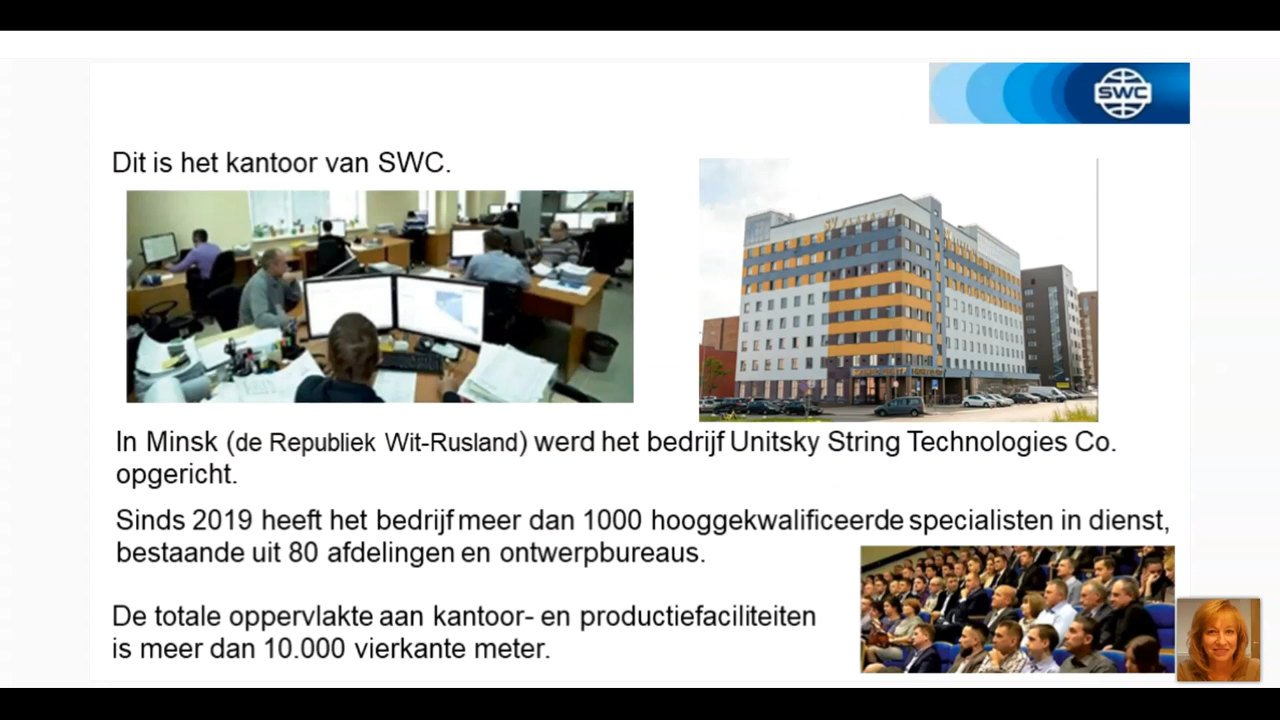 SWC
Dit is het kantoor van SWC.
In Minsk (de Republiek Wit-Rusland) werd het bedrijf Unitsky String Technologies Co.
opgericht.
Sinds 2019 heeft het bedrijf meer dan 1000 hooggekwalificeerde specialisten in dienst,
bestaande uit 80 afdelingen en ontwerpbureaus.
De totale oppervlakte aan kantoor- en productiefaciliteiten
is meer dan 10.000 vierkante meter.